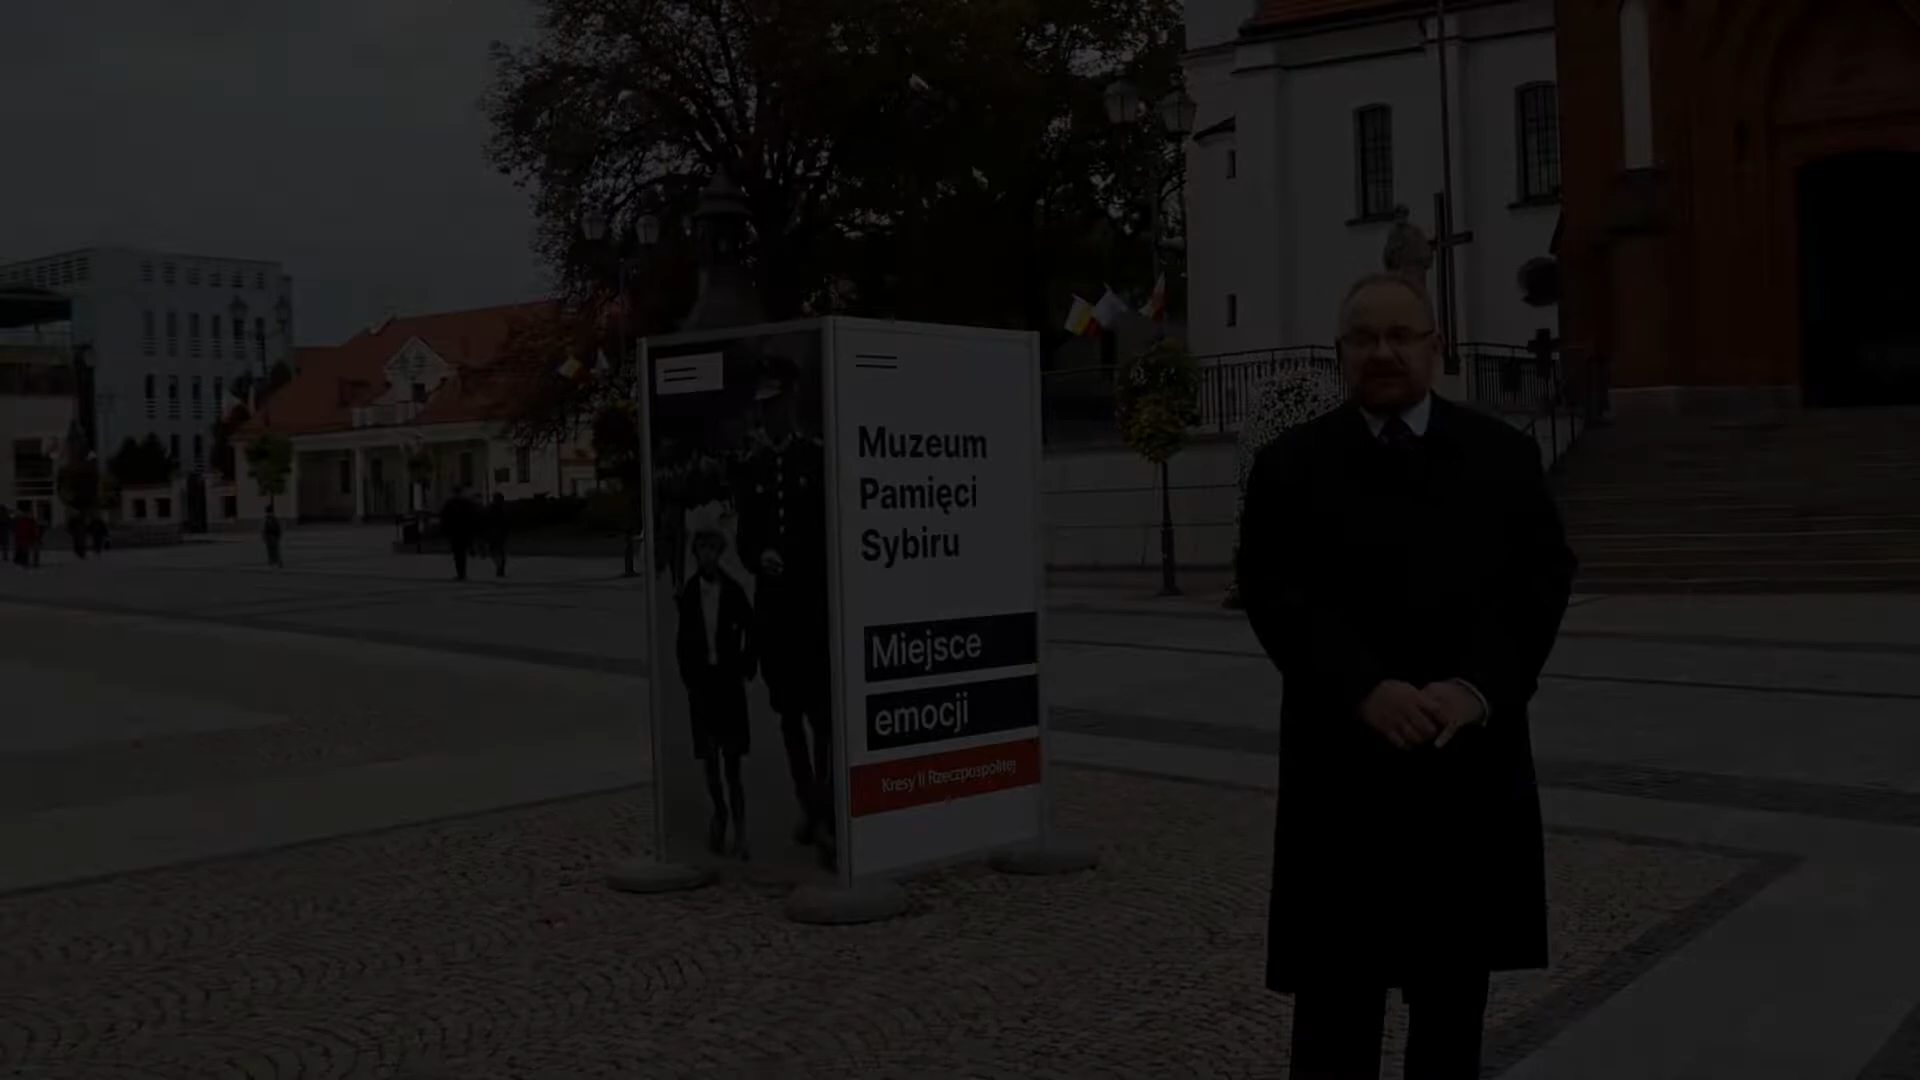 Muzeum
Pamięci
Sybiru
Miejsce
emocji
Kresy II Rzeczpospolitej